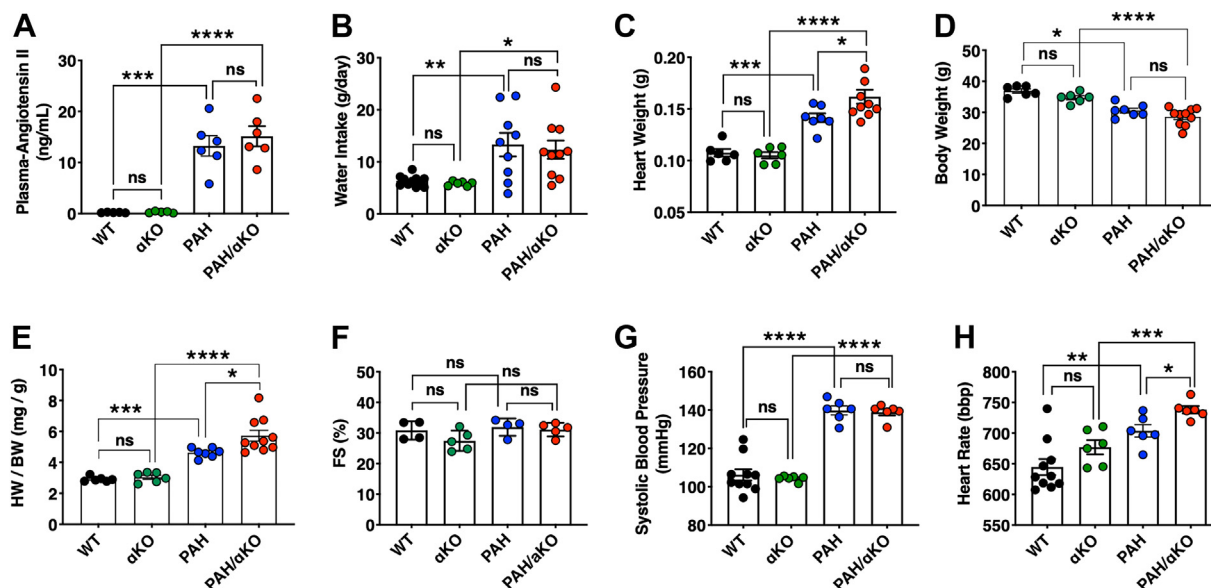 A
Plasma-Angiotensin II
(ng/mL)
30
20
10
0
****
***
ns
ns
WT
αKO
PAH
PAH/αKO
B
Water Intake (g/day)
30
20
10
0
*
**
ns
ns
WT
αKO
PAH
PAH/αKO
C
Heart Weight (g)
0.20
0.15
0.10
0.05
****
***
*
ns
WT
αKO
PAH
PAH/αKO
D
Body Weight (g)
50
40
30
20
10
0
****
*
ns
ns
WT
αKO
PAH
PAH/αKO
E
HW / BW (mg / g)
10
8
6
4
2
0
****
***
*
ns
WT
αKO
PAH
PAH/αKO
F
FS (%)
50
40
30
20
10
0
ns
ns
ns
ns
WT
αKO
PAH
PAH/αKO
G
Systolic Blood Pressure
(mmHg)
160
140
120
100
80
****
****
ns
ns
WT
αKO
PAH
PAH/αKO
H
Heart Rate (bbp)
800
750
700
650
600
550
***
**
*
ns
WT
αKO
PAH
PAH/αKO